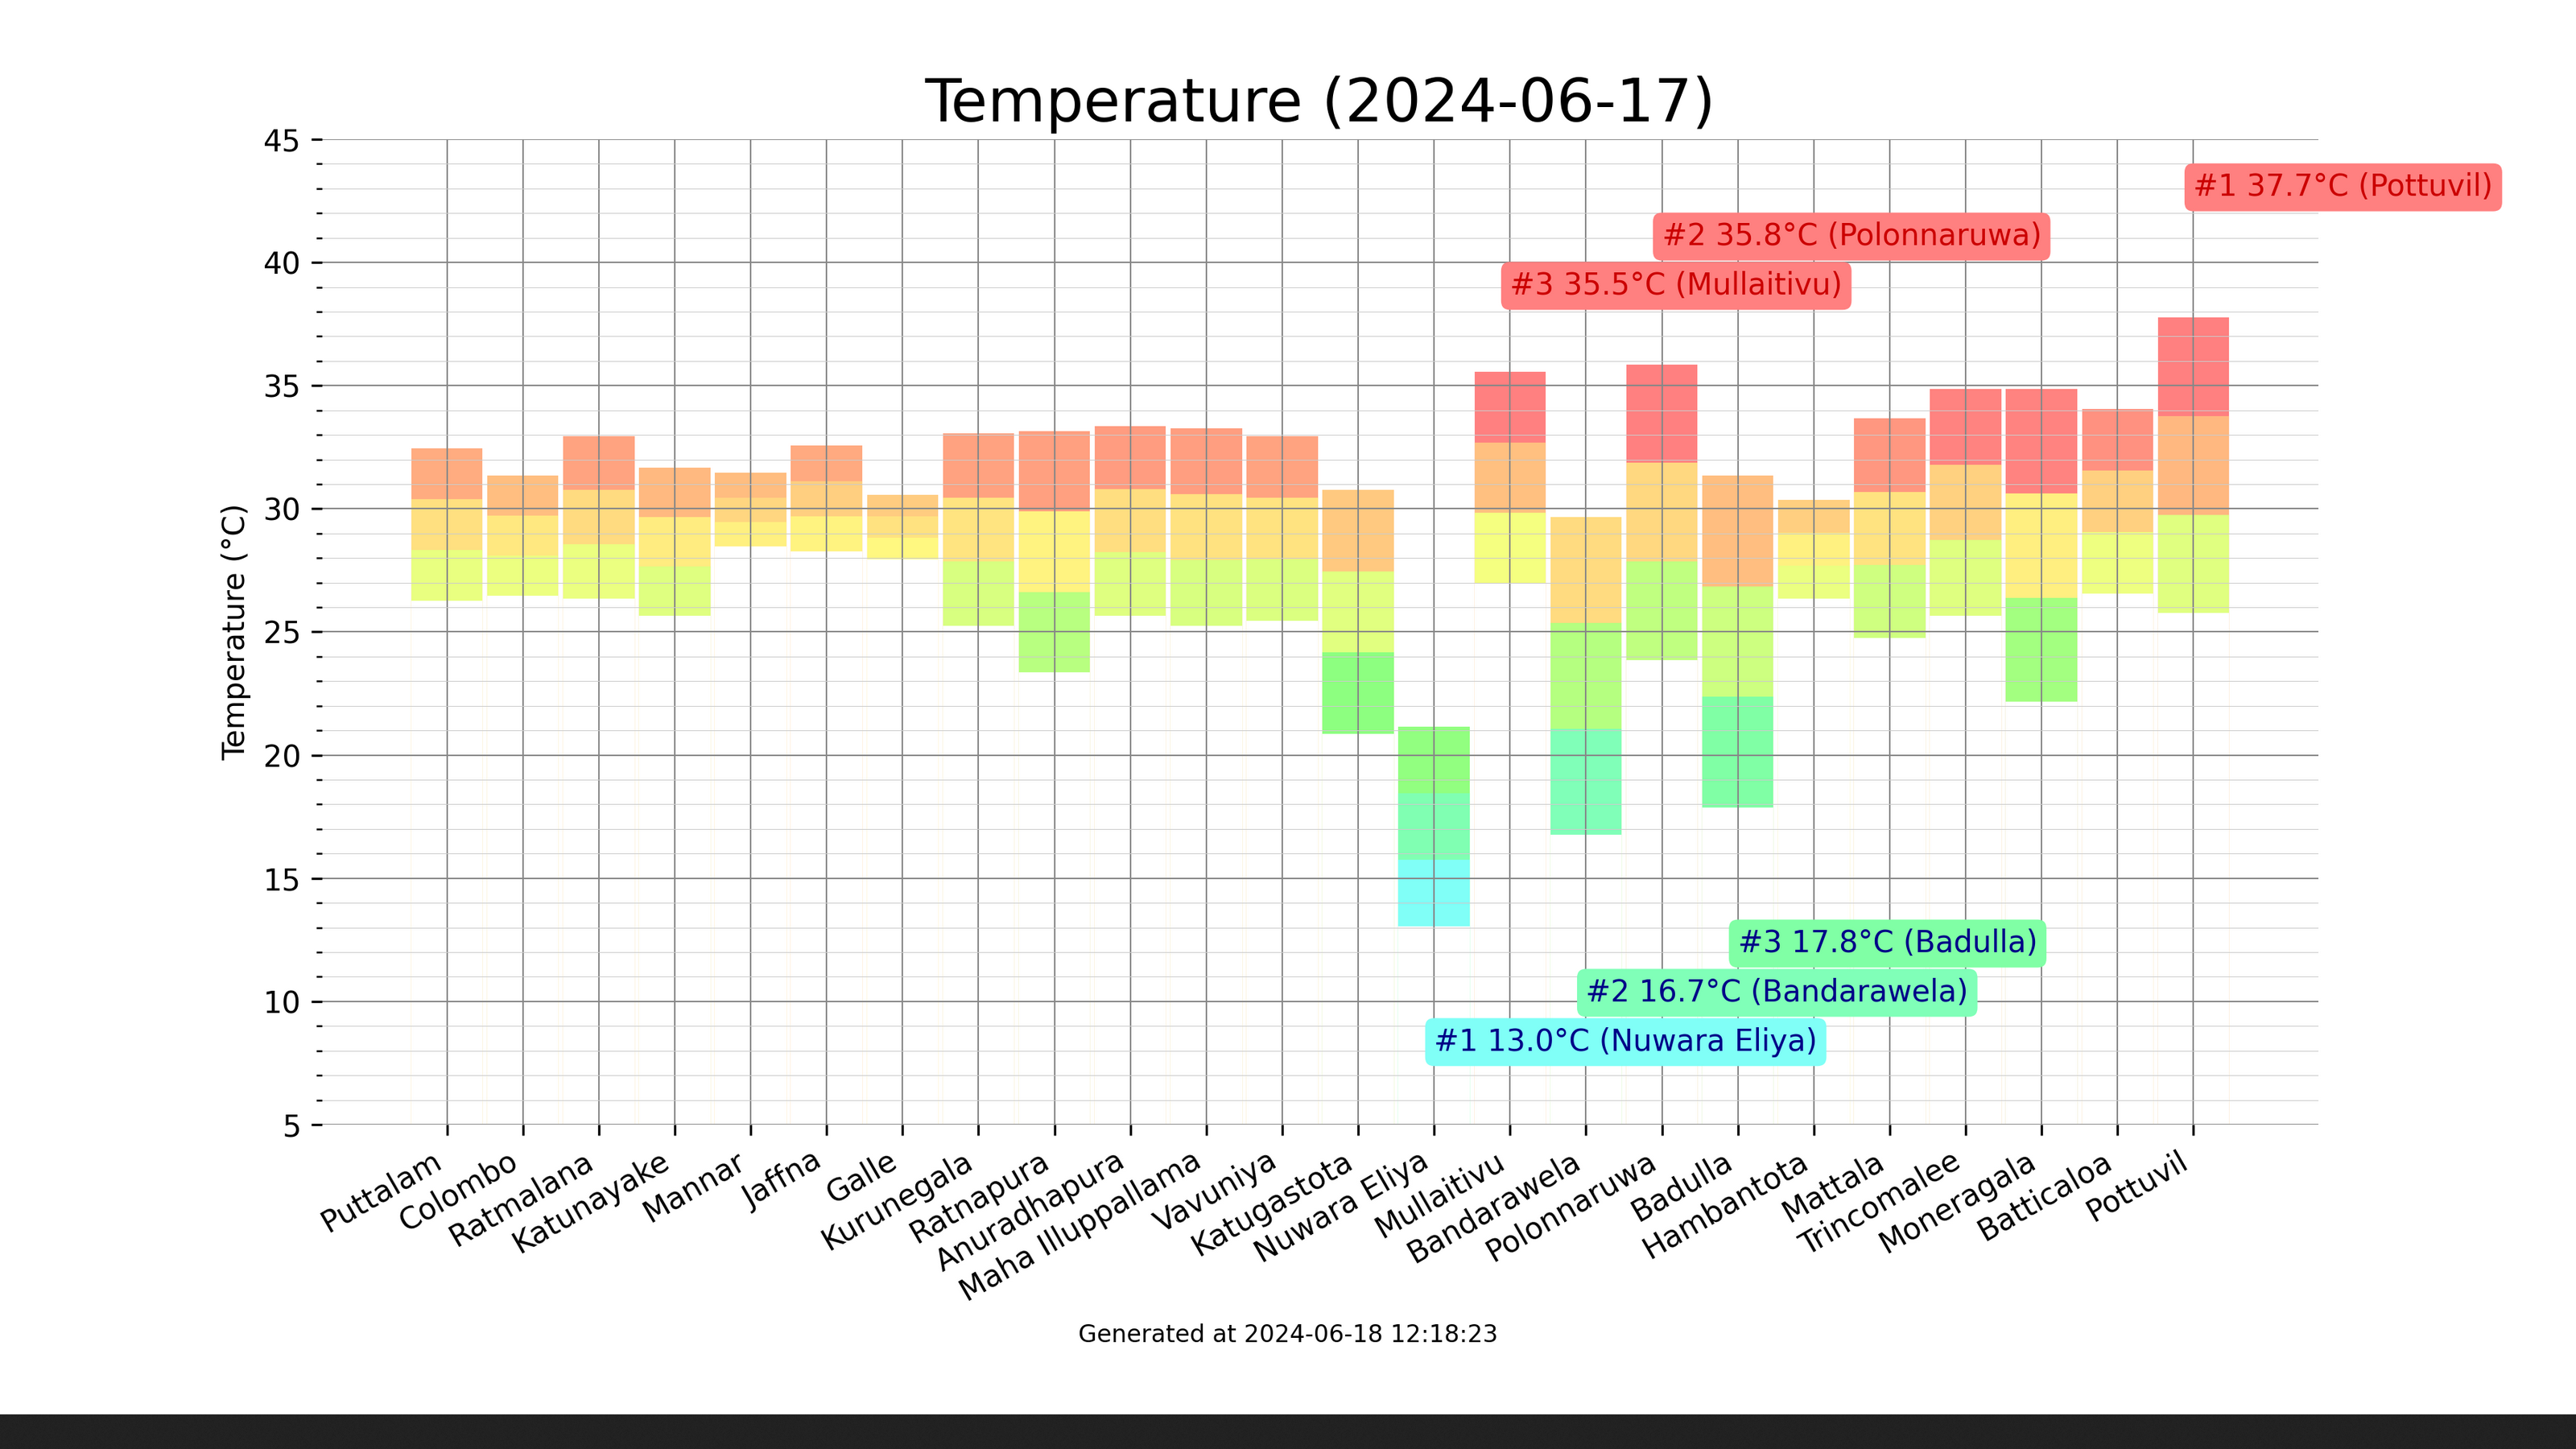 Temperature (2024-06-17)
45
40
35
30
25
20
15
10
5
Temperature (°C)
#1 37.7°C (Pottuvil)
#2 35.8°C (Polonnaruwa)
#3 35.5°C (Mullaitivu)
#3 17.8°C (Badulla)
#2 16.7°C (Bandarawela)
#1 13.0°C (Nuwara Eliya)
Puttalam
Colombo
Ratmalana
Katunayake
Mannar
Jaffna
Galle
Kurunegala
Ratnapura
Anuradhapura
Maha Illuppallama
Vavuniya
Katugastota
Nuwara Eliya
Mullaitivu
Bandarawela
Polonnaruwa
Badulla
Hambantota
Mattala
Trincomalee
Moneragala
Batticaloa
Pottuvil
Generated at 2024-06-18 12:18:23